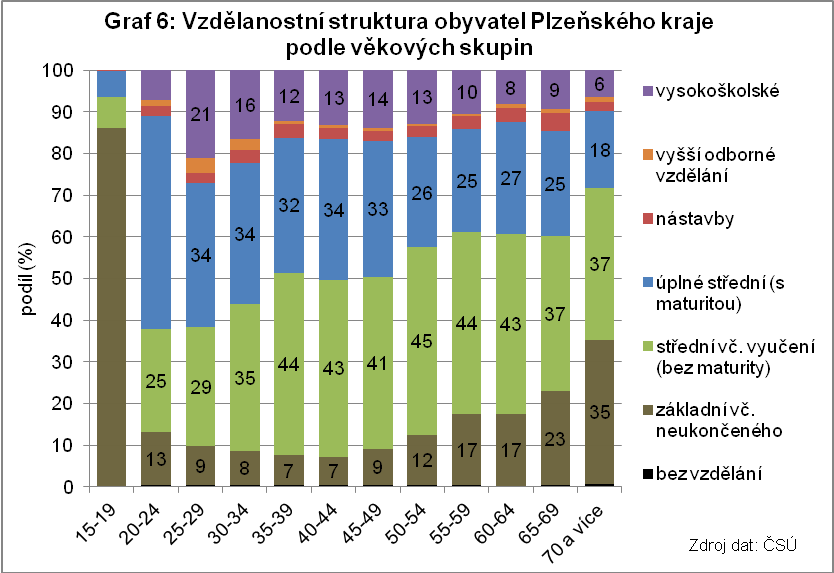 Graf 6: Vzdělanostní struktura obyvatel Plzeňského kraje
podle věkových skupin
podíl (%)
100
90
80
70
60
50
40
30
20
10
0
21 16 12 13 14 13 10 8 9 6
34 34 32 34 33 26 25 27 25 18
25 29 35 44 43 41 45 44 43 37 37
13 9 8 7 7 9 12 17 17 23 35
15-19 20-24 25-29 30-34 35-39 40-44 45-49 50-54 55-59 60-64 65-69 70 a více
vysokoškolské
vyšší odborné
vzdělání
nástavby
úplné střední (s
maturitou)
střední vč. vyučení
(bez maturity)
základní vč.
neukončeného
bez vzdělání
Zdroj dat: ČSÚ